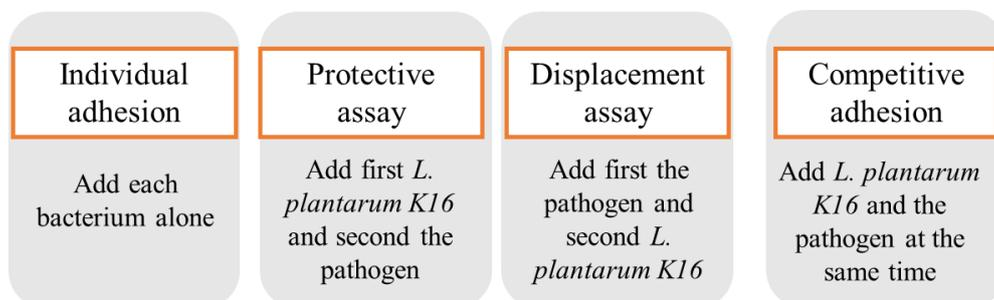 Individual
adhesion
Add each
bacterium alone
Protective
assay
Add first L.
plantarum K16
and second the
pathogen
Displacement
assay
Add first the
pathogen and
second L.
plantarum K16
Competitive
adhesion
Add L. plantarum
K16 and the
pathogen at the
same time